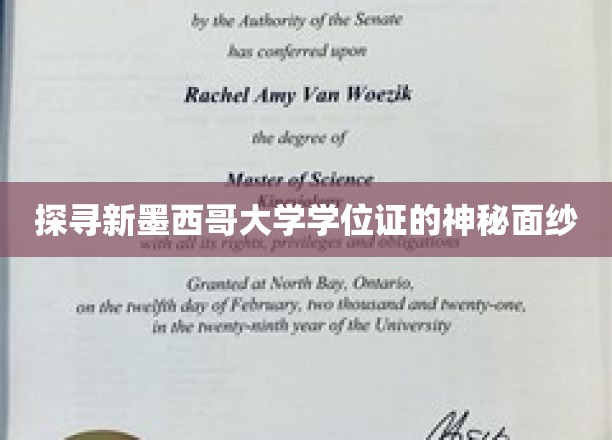 by the Authority of the Senate
has conferred upon
Rachel Amy Van Woezik
the degree of
Master of Science
Kinesiology
探寻新墨西哥大学学位证的神秘面纱
with all its rights, privileges and obligations
Granted at North Bay, Ontario,
on the twelfth day of February, two thousand and twenty-one,
in the twenty-ninth year of the University